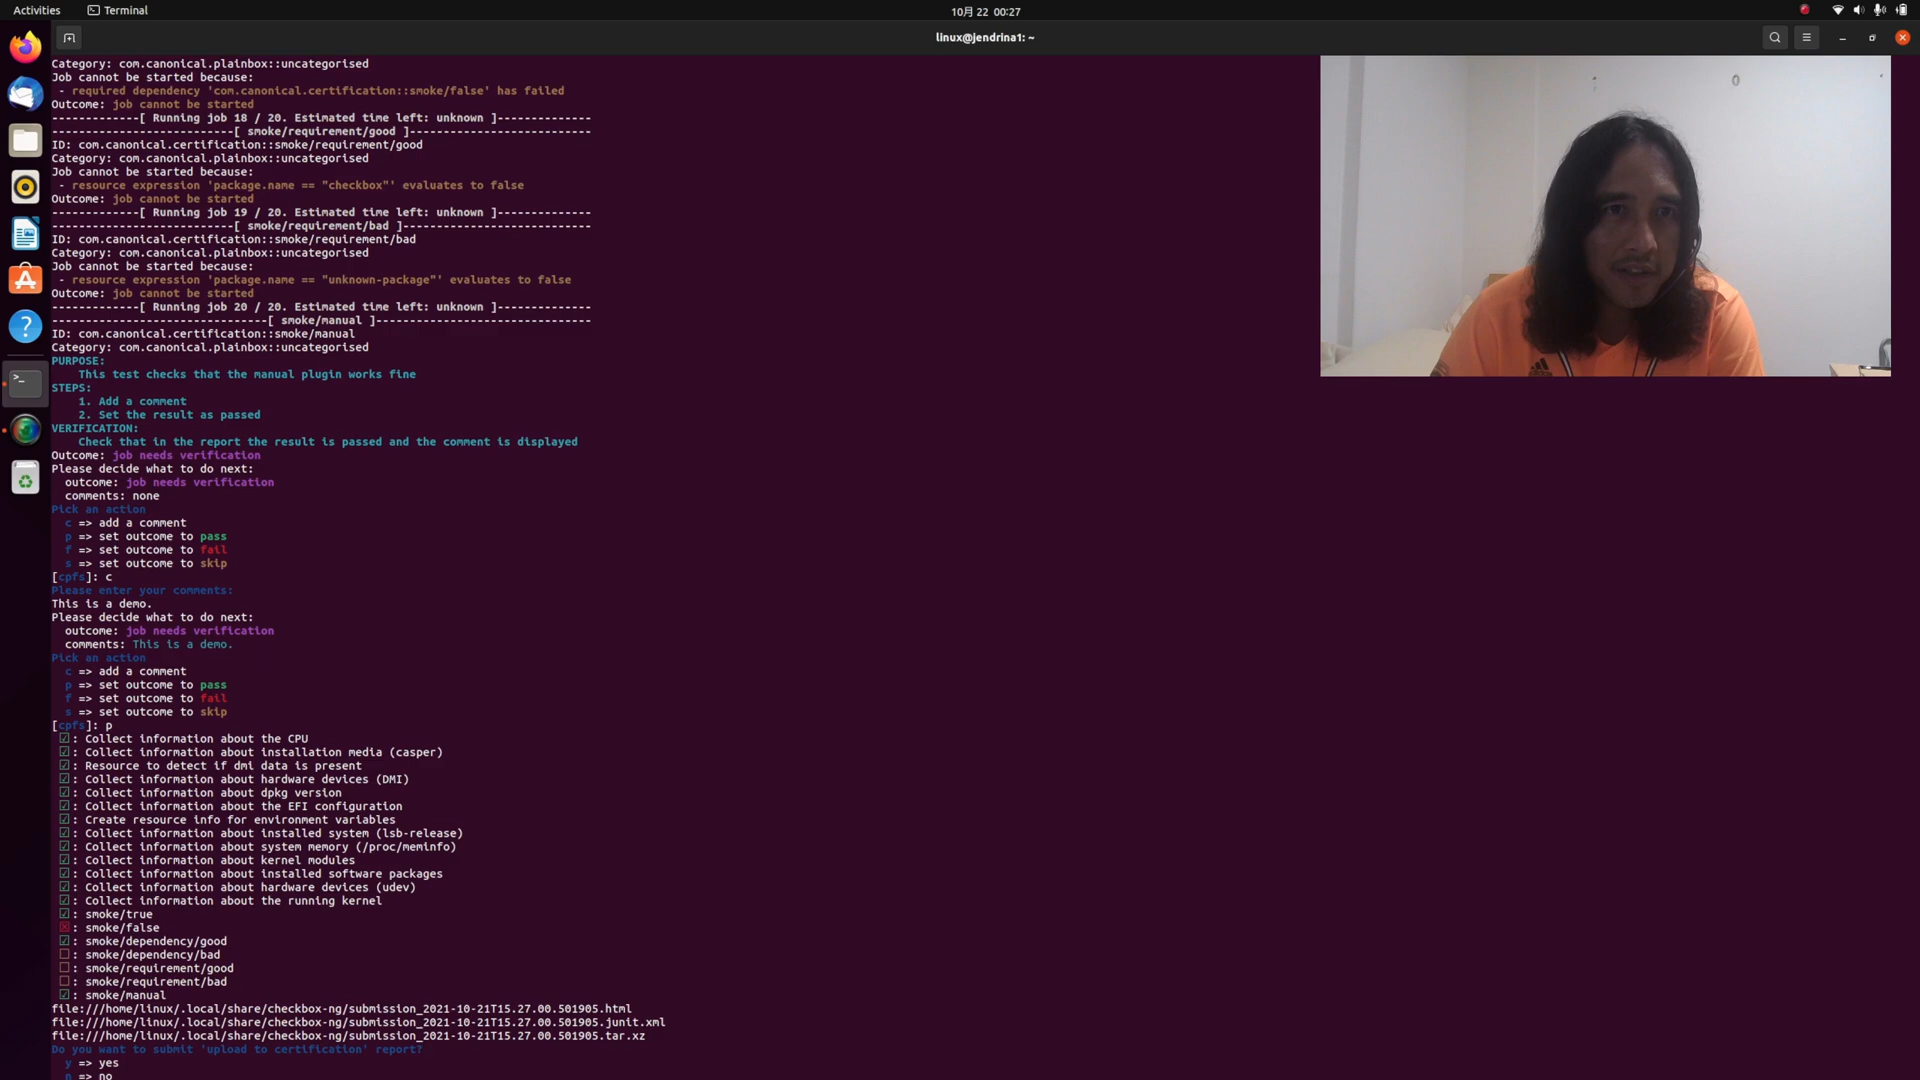 Activities
Terminal
10月 22 00:27
linux@jendrina1: ~
Category: com.canonical.plainbox::uncategorised
Job cannot be started because:
- required dependency 'com.canonical.certification::smoke/false' has failed
Outcome: job cannot be started
-------------[ Running job 18 / 20. Estimated time left: unknown ]--------------
---------------------------[ smoke/requirement/good ]---------------------------
ID: com.canonical.certification::smoke/requirement/good
Category: com.canonical.plainbox::uncategorised
Job cannot be started because:
- resource expression 'package.name == "checkbox"' evaluates to false
Outcome: job cannot be started
-------------[ Running job 19 / 20. Estimated time left: unknown ]--------------
---------------------------[ smoke/requirement/bad ]----------------------------
ID: com.canonical.certification::smoke/requirement/bad
Category: com.canonical.plainbox::uncategorised
Job cannot be started because:
- resource expression 'package.name == "unknown-package"' evaluates to false
Outcome: job cannot be started
-------------[ Running job 20 / 20. Estimated time left: unknown ]--------------
--------------------------------[ smoke/manual ]--------------------------------
ID: com.canonical.certification::smoke/manual
Category: com.canonical.plainbox::uncategorised
PURPOSE:
This test checks that the manual plugin works fine
STEPS:
1. Add a comment
2. Set the result as passed
VERIFICATION:
Check that in the report the result is passed and the comment is displayed
Outcome: job needs verification
Please decide what to do next:
outcome: job needs verification
comments: none
Pick an action
c => add a comment
p => set outcome to pass
f => set outcome to fail
s => set outcome to skip
[cpfs]: c
Please enter your comments:
This is a demo.
Please decide what to do next:
outcome: job needs verification
comments: This is a demo.
Pick an action
c => add a comment
p => set outcome to pass
f => set outcome to fail
s => set outcome to skip
[cpfs]: p
☑: Collect information about the CPU
☑: Collect information about installation media (casper)
☑: Resource to detect if dmi data is present
☑: Collect information about hardware devices (DMI)
☑: Collect information about dpkg version
☑: Collect information about the EFI configuration
☑: Create resource info for environment variables
☑: Collect information about installed system (lsb-release)
☑: Collect information about system memory (/proc/meminfo)
☑: Collect information about kernel modules
☑: Collect information about installed software packages
☑: Collect information about hardware devices (udev)
☑: Collect information about the running kernel
☑: smoke/true
☒: smoke/false
☑: smoke/dependency/good
☐: smoke/dependency/bad
☐: smoke/requirement/good
☐: smoke/requirement/bad
☑: smoke/manual
file:///home/linux/.local/share/checkbox-ng/submission_2021-10-21T15.27.00.501905.html
file:///home/linux/.local/share/checkbox-ng/submission_2021-10-21T15.27.00.501905.junit.xml
file:///home/linux/.local/share/checkbox-ng/submission_2021-10-21T15.27.00.501905.tar.xz
Do you want to submit 'upload to certification' report?
y => yes
n => no